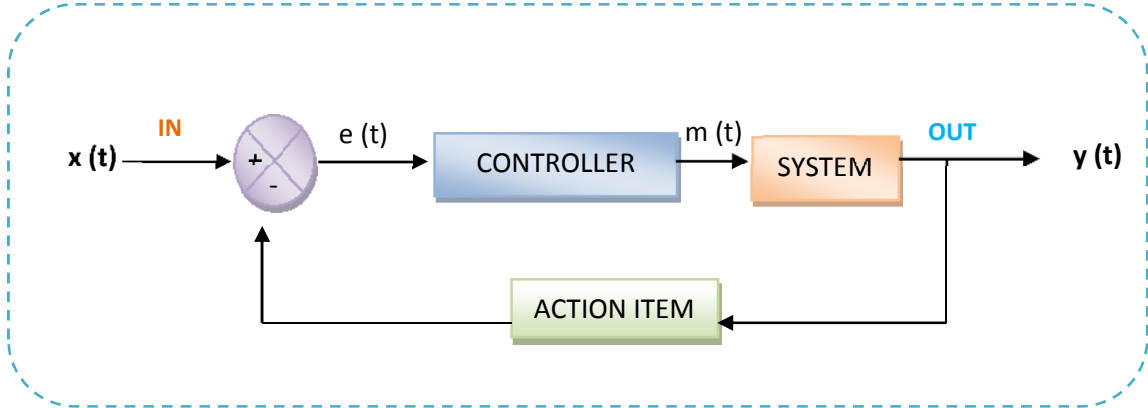 IN
x (t)
+
-
e (t)
CONTROLLER
m (t)
SYSTEM
OUT
y (t)
ACTION ITEM